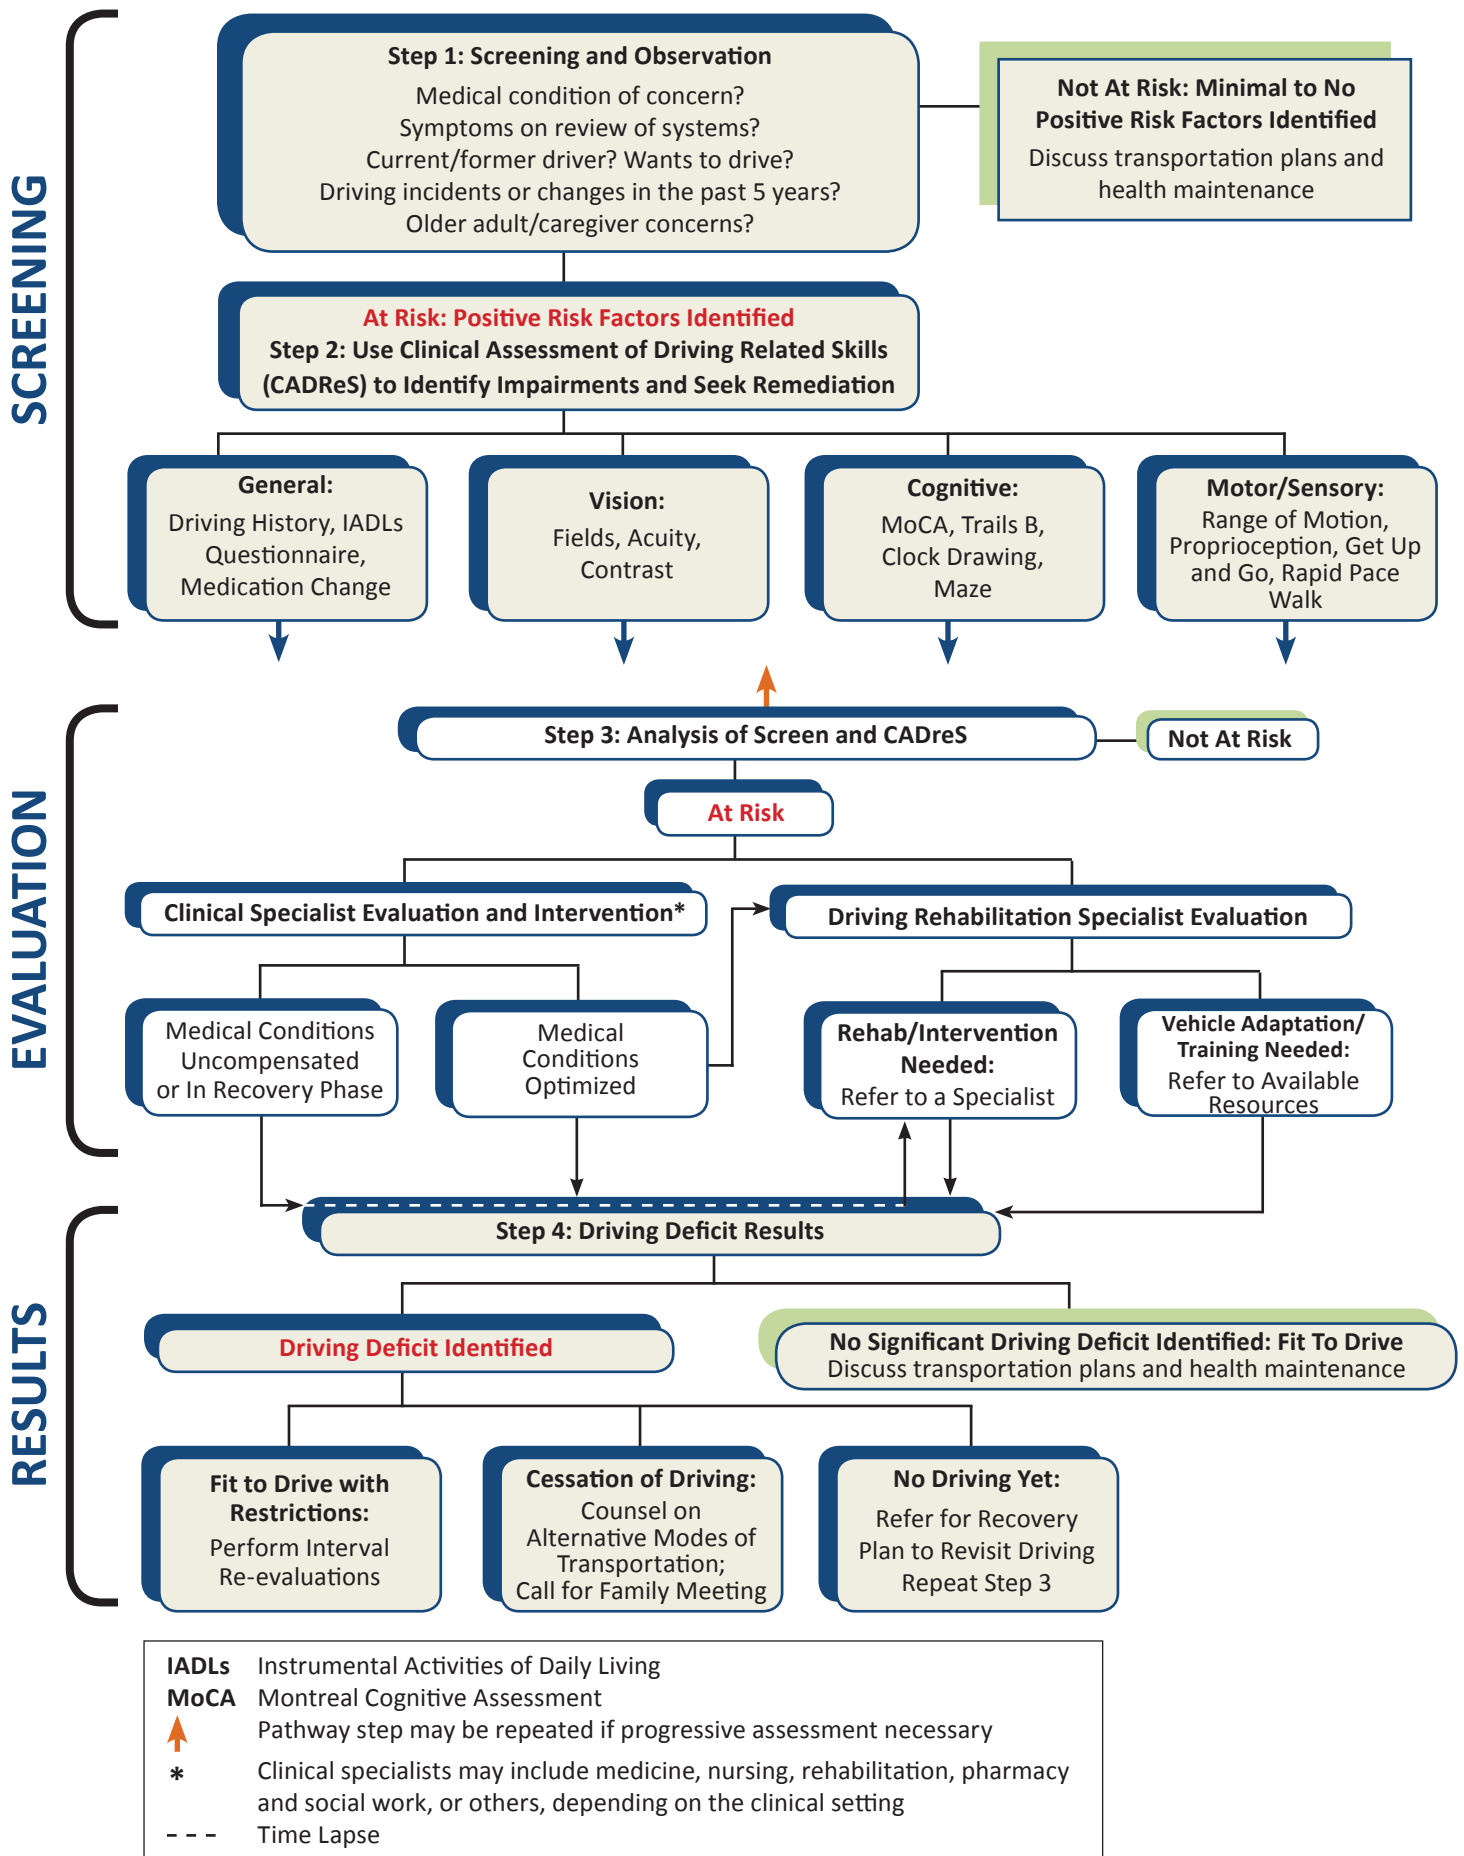 SCREENING
Step 1: Screening and Observation
Medical condition of concern?
Symptoms on review of systems?
Current/former driver? Wants to drive?
Driving incidents or changes in the past 5 years?
Older adult/caregiver concerns?
Not At Risk: Minimal to No
Positive Risk Factors Identified
Discuss transportation plans and
health maintenance
At Risk: Positive Risk Factors Identified
Step 2: Use Clinical Assessment of Driving Related Skills
(CADReS) to Identify Impairments and Seek Remediation
General:
Driving History, IADLs
Questionnaire,
Medication Change
Vision:
Fields, Acuity,
Contrast
Cognitive:
MoCA, Trails B,
Clock Drawing,
Maze
Motor/Sensory:
Range of Motion,
Proprioception, Get Up
and Go, Rapid Pace
Walk
EVALUATION
Step 3: Analysis of Screen and CADreS
Not At Risk
At Risk
Clinical Specialist Evaluation and Intervention*
Driving Rehabilitation Specialist Evaluation
Medical Conditions
Uncompensated
or In Recovery Phase
Medical
Conditions
Optimized
Rehab/Intervention
Needed:
Refer to a Specialist
Vehicle Adaptation/
Training Needed:
Refer to Available
Resources
RESULTS
Step 4: Driving Deficit Results
Driving Deficit Identified
No Significant Driving Deficit Identified: Fit To Drive
Discuss transportation plans and health maintenance
Fit to Drive with
Restrictions:
Perform Interval
Re-evaluations
Cessation of Driving:
Counsel on
Alternative Modes of
Transportation;
Call for Family Meeting
No Driving Yet:
Refer for Recovery
Plan to Revisit Driving
Repeat Step 3
IADLs Instrumental Activities of Daily Living
MoCA Montreal Cognitive Assessment
Pathway step may be repeated if progressive assessment necessary
* Clinical specialists may include medicine, nursing, rehabilitation, pharmacy
and social work, or others, depending on the clinical setting
- - - Time Lapse